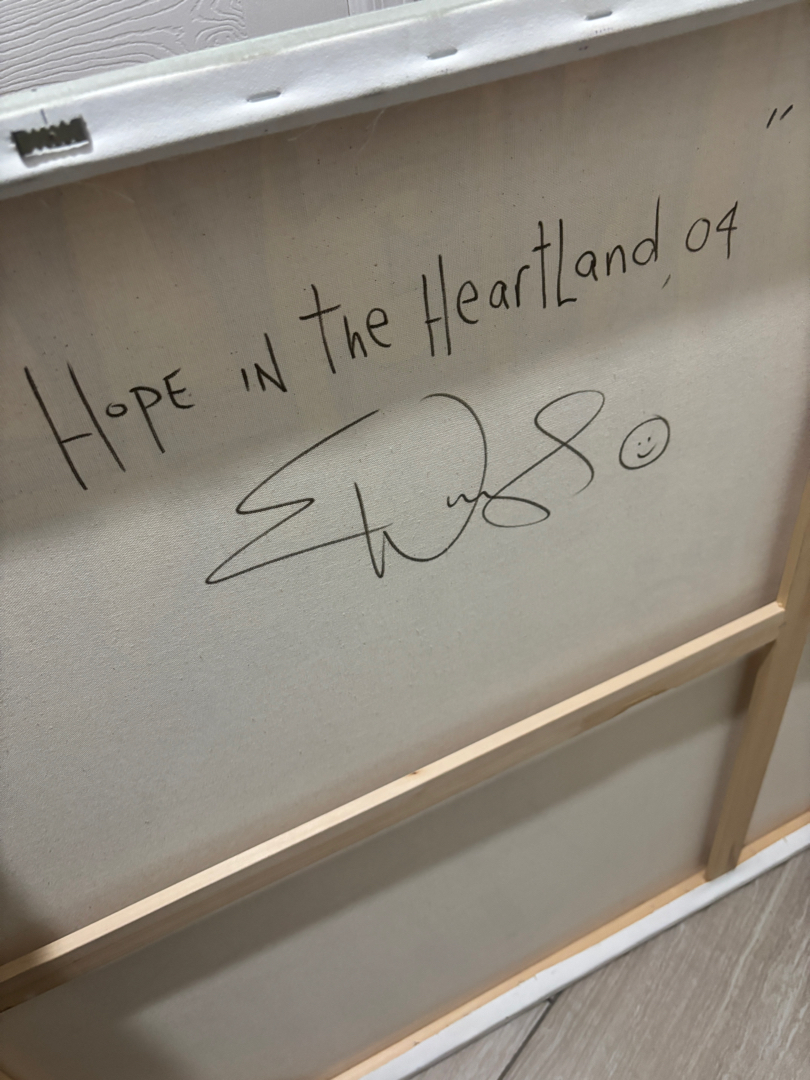 "
Hope in the HeartLand, 04